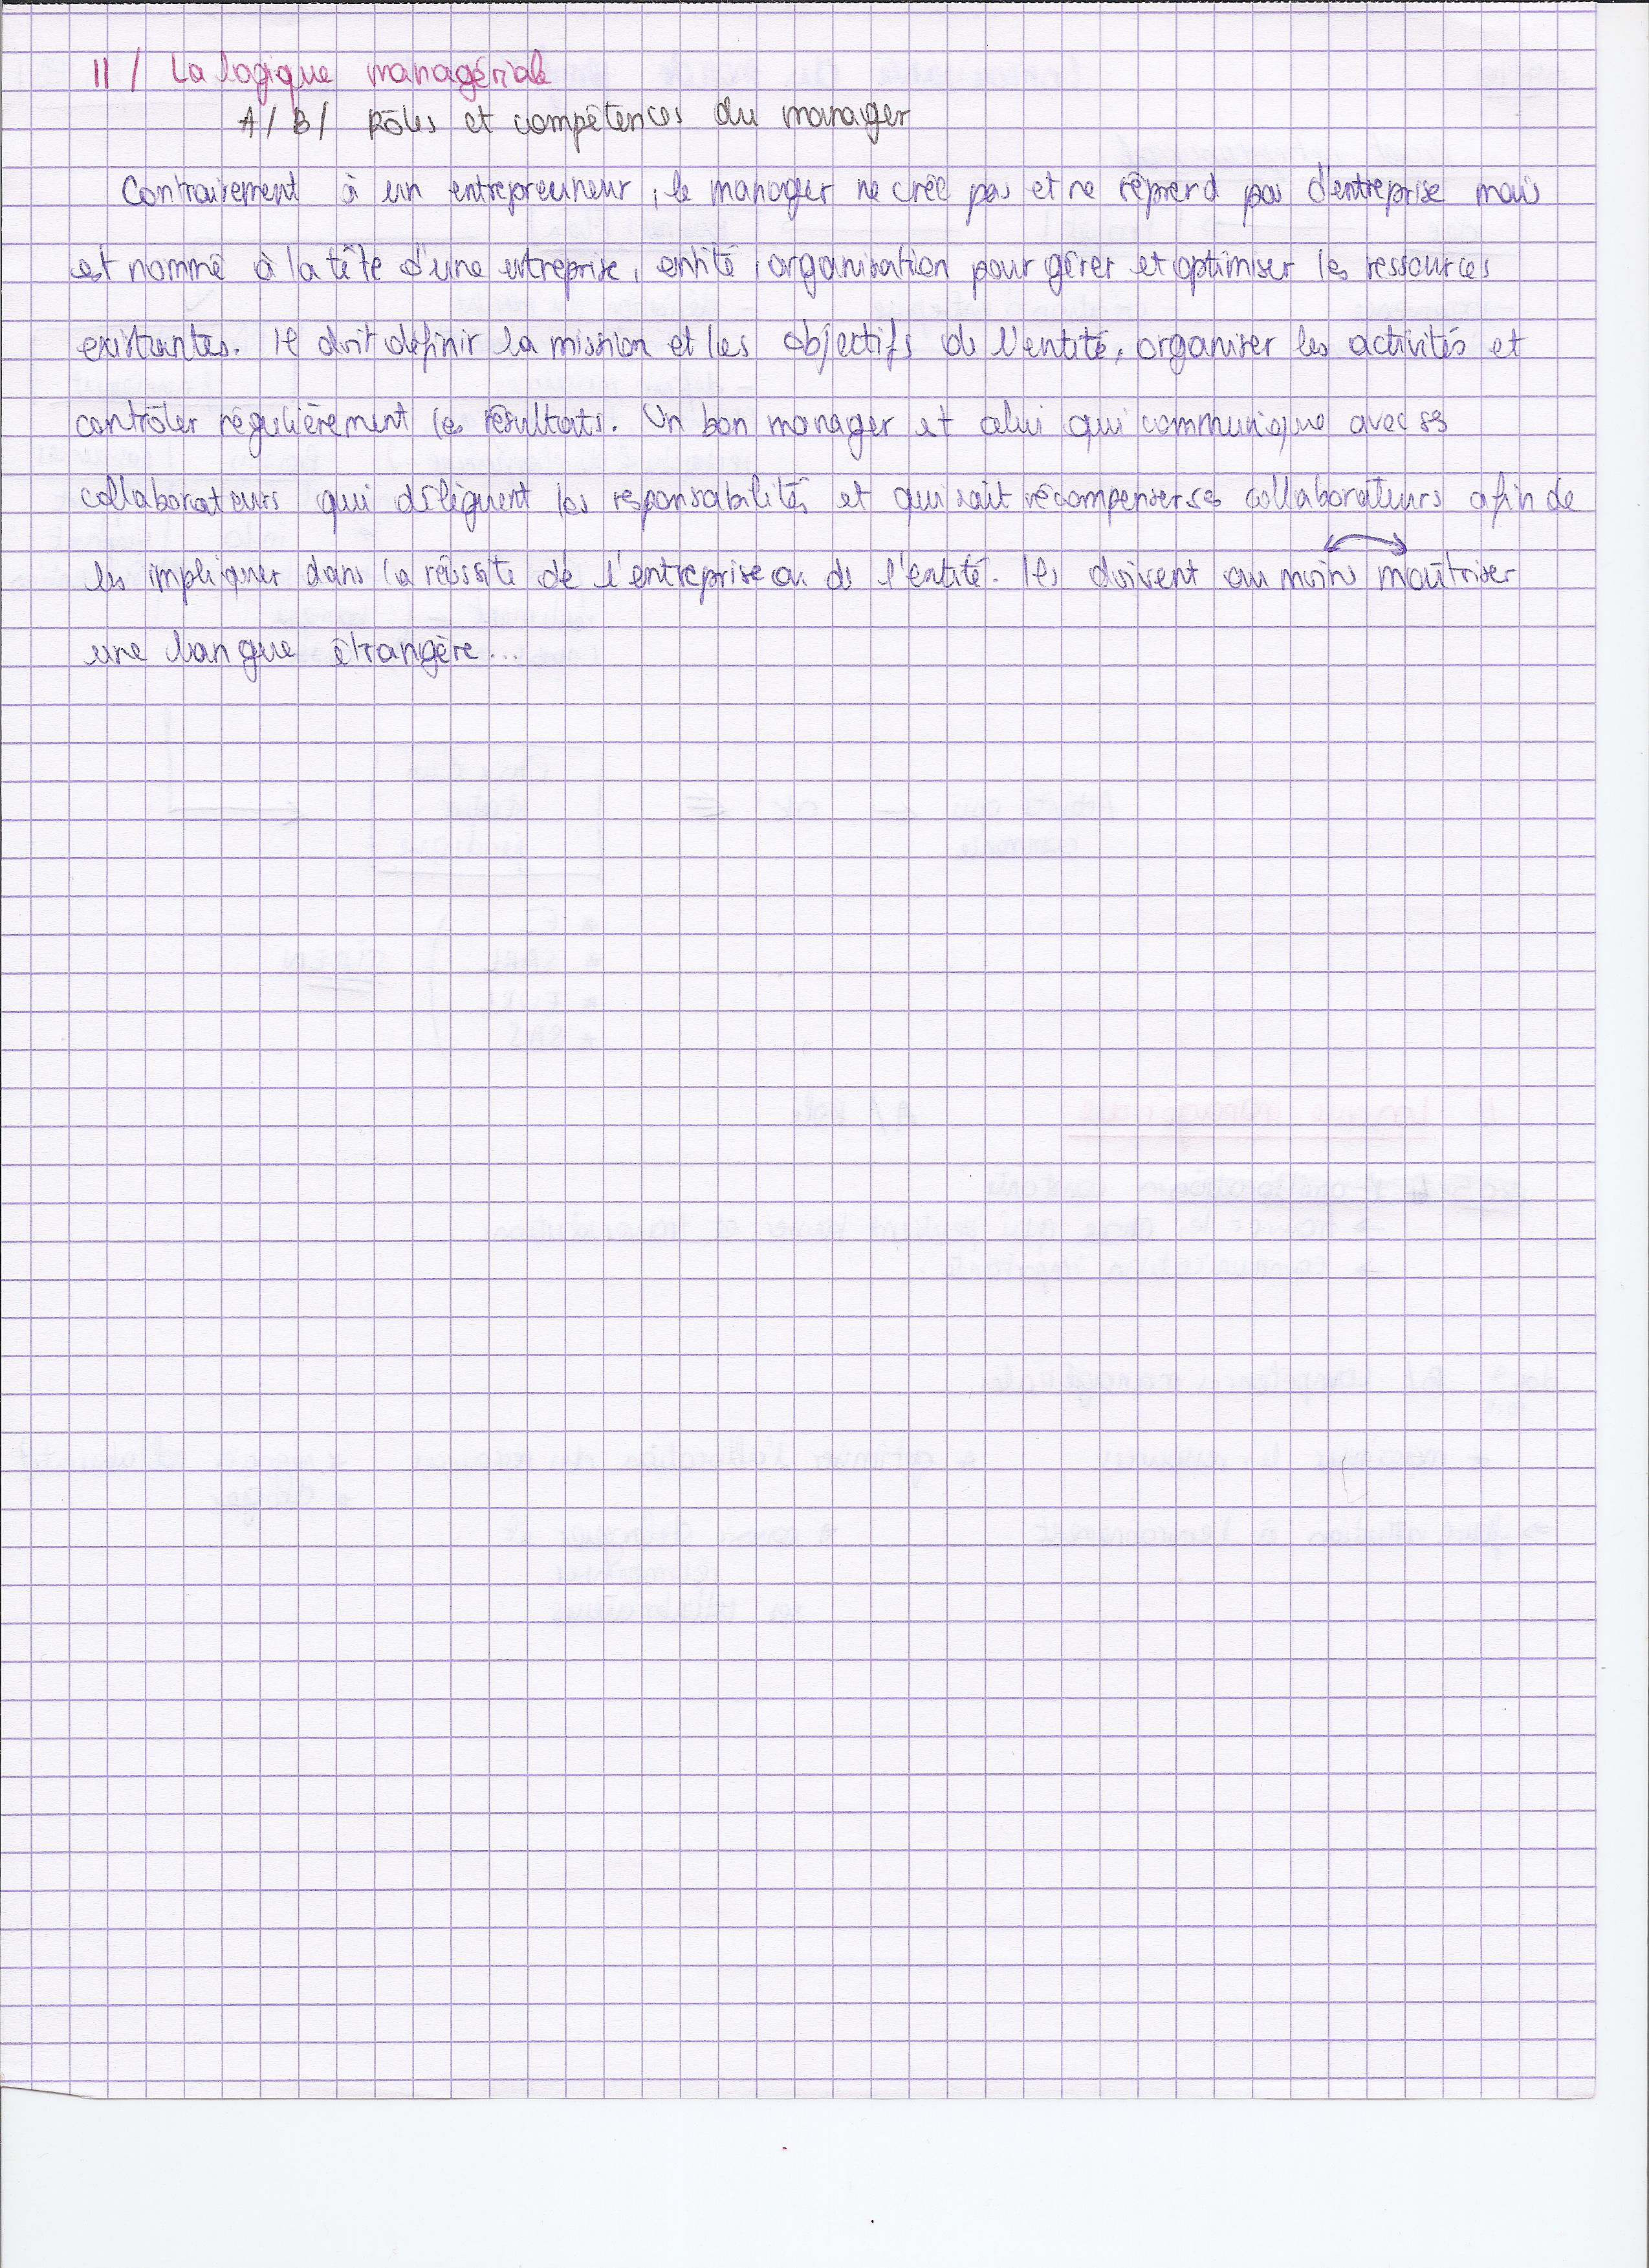 II / La logique managériale
A/ B/ Rôles et compétences du manager
Contrairement à un entrepreuneur, le manager ne crée pas et ne réprend pas d'entreprise mais
est nommé à la tête d'une entreprise, entité, organisation pour gérer et optimiser les ressources
existantes. Il doit définir la mission et les objectifs de l'entité, organiser les activités et
contrôler régulièrement les résultats. Un bon manager et celui qui communique avec ses
collaborateurs qui délèguent les responsabilités et qui sait récompenser ses collaborateurs afin de
les impliquer dans la réussite de l'entreprise ou de l'entité. Ils doivent au moins maîtriser
une langue étrangère...